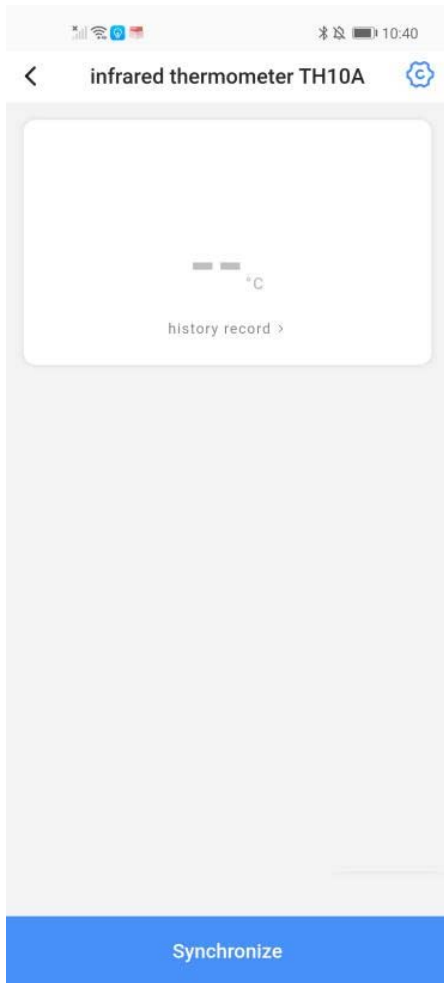 10:40
infrared thermometer TH10A
-- °C
history record >
Synchronize